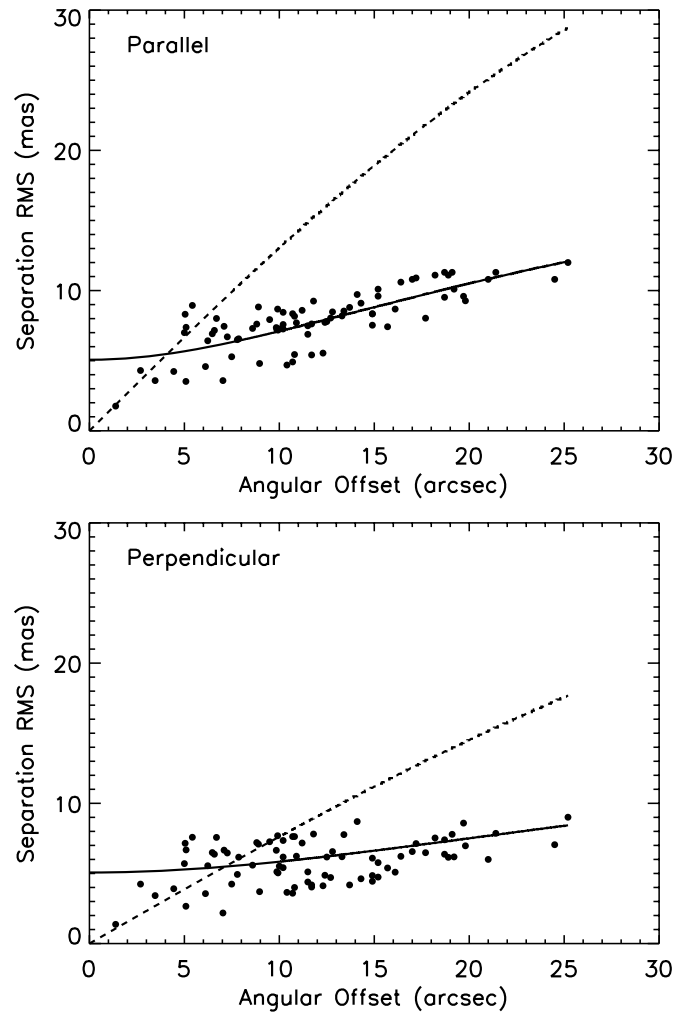 30
Parallel
20
10
0
Separation RMS (mas)
0 5 10 15 20 25 30
Angular Offset (arcsec)
30
Perpendicular
20
10
0
Separation RMS (mas)
0 5 10 15 20 25 30
Angular Offset (arcsec)